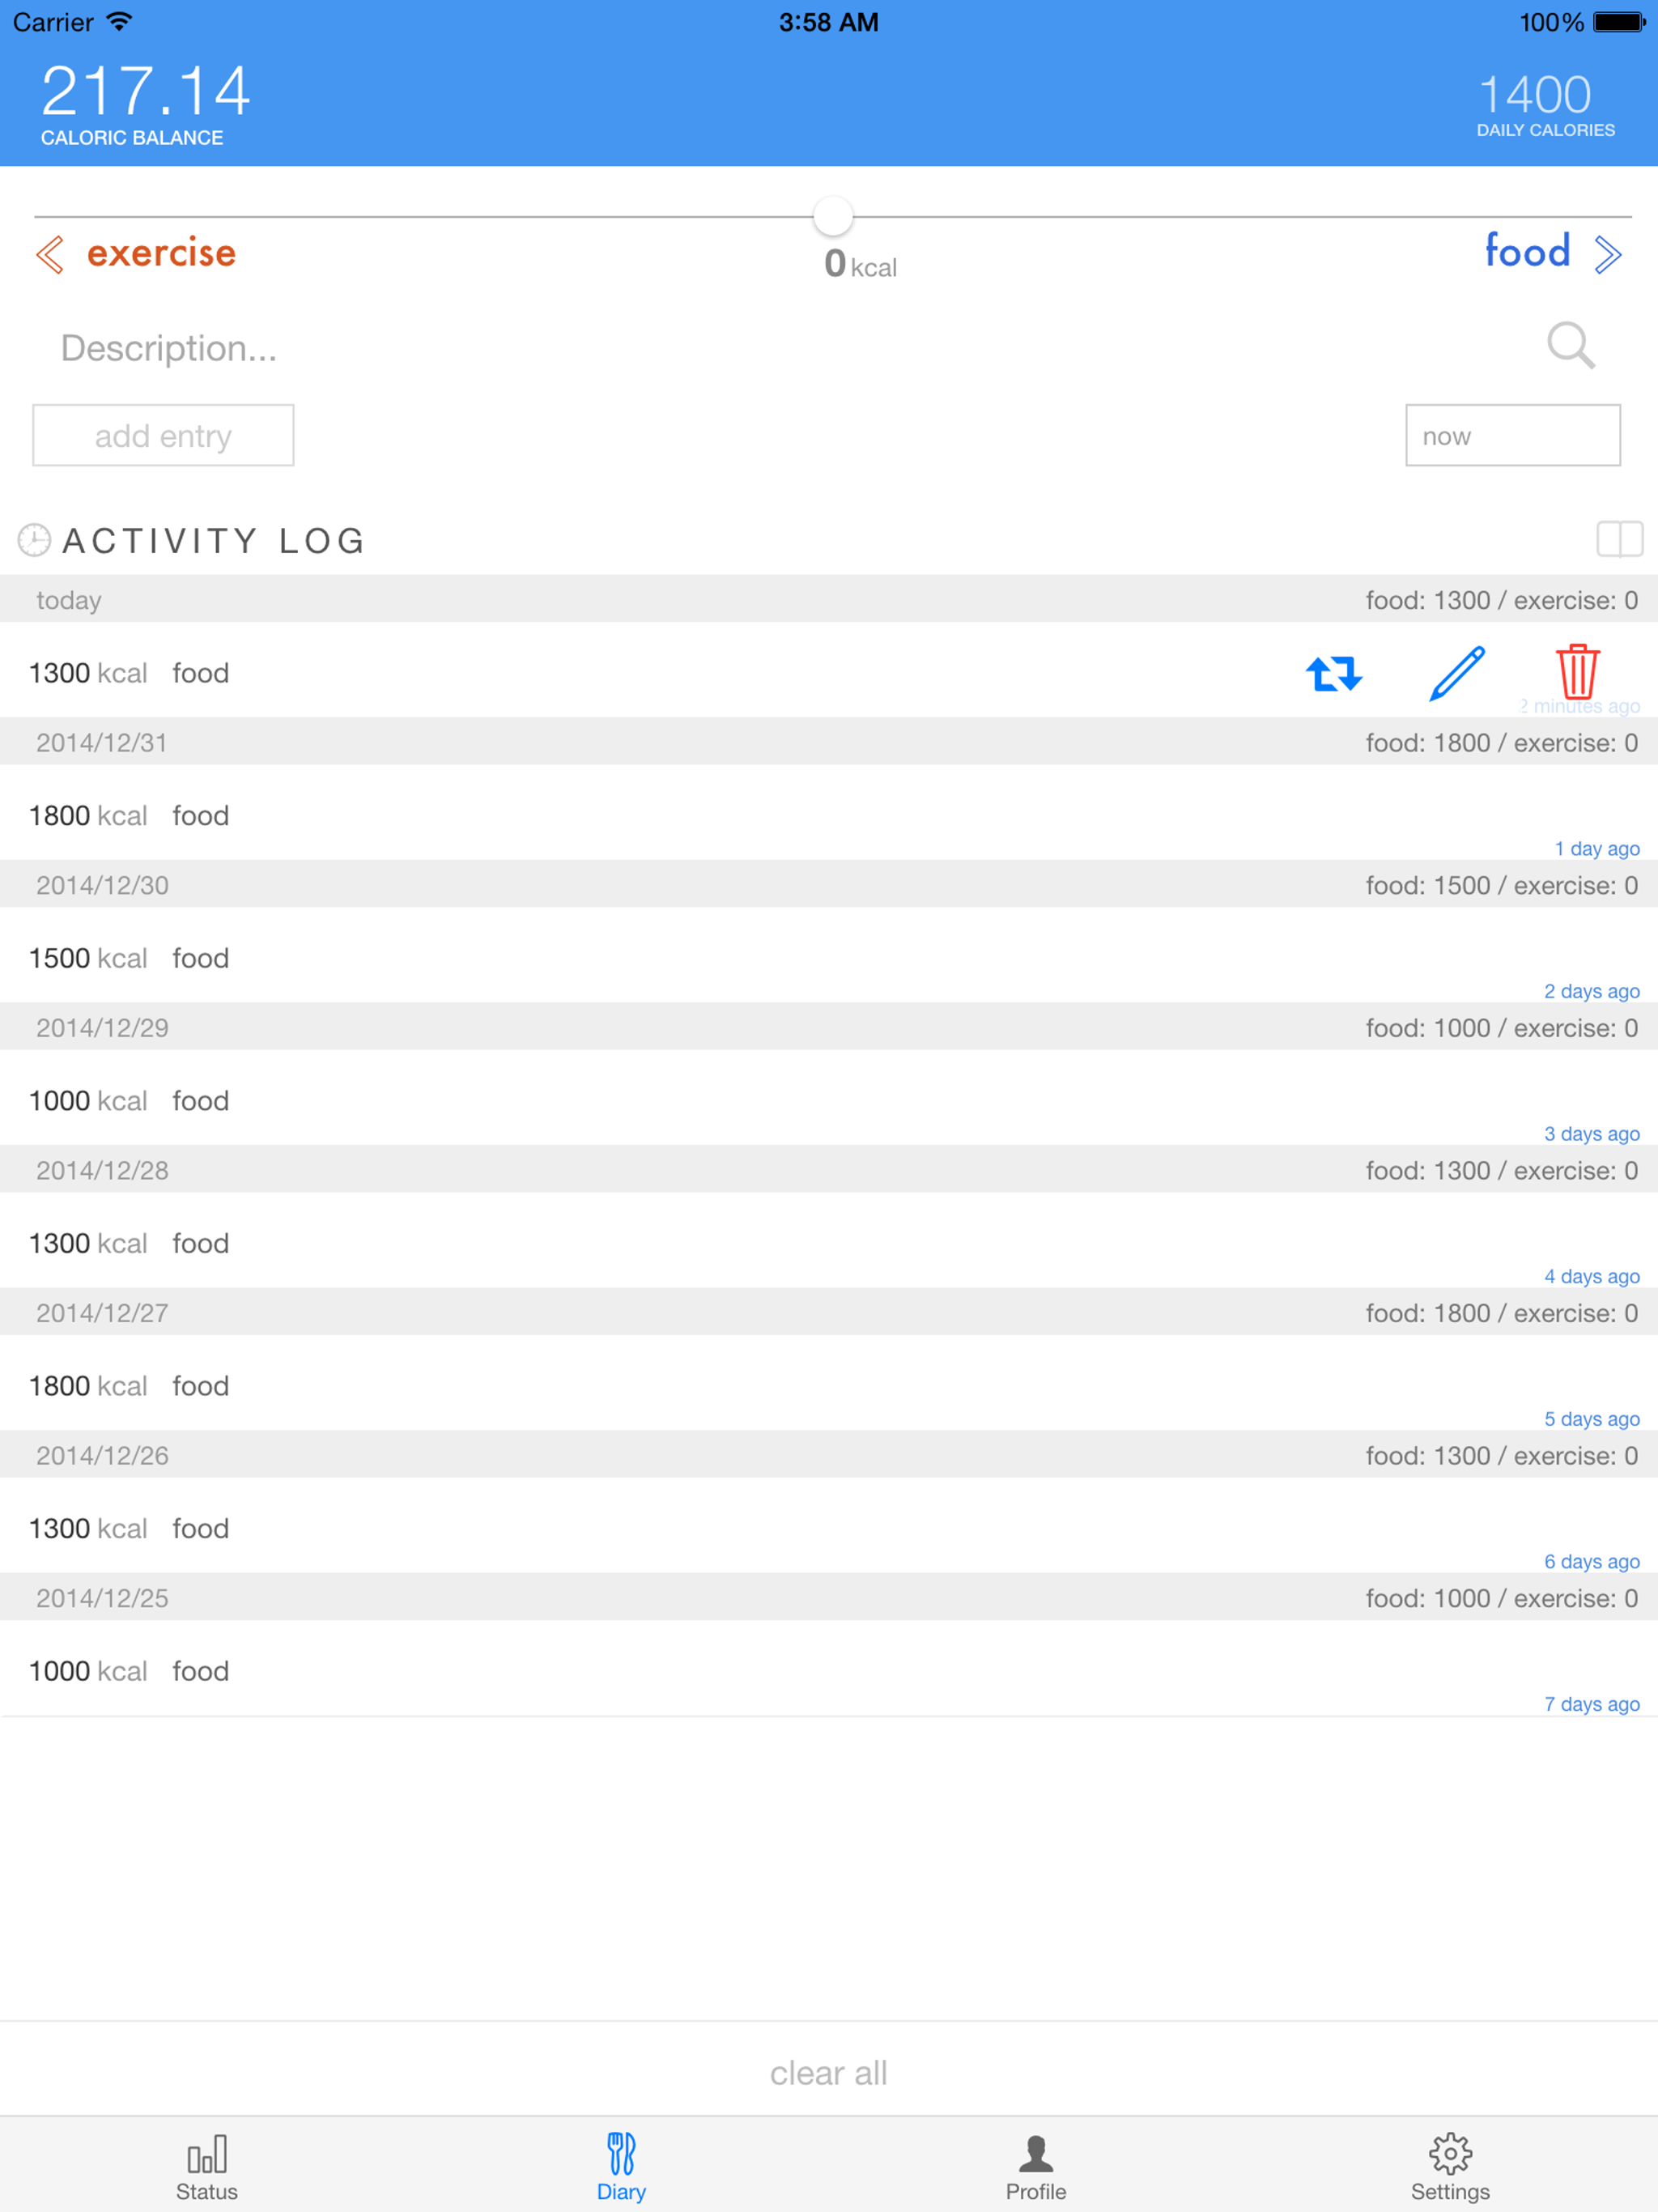 Carrier 3:58 AM 100%
217.14 1400
CALORIC BALANCE DAILY CALORIES
exercise 0 kcal food
Description...
add entry now
ACTIVITY LOG
today food: 1300 / exercise: 0
1300 kcal food
2 minutes ago
2014/12/31 food: 1800 / exercise: 0
1800 kcal food
1 day ago
2014/12/30 food: 1500 / exercise: 0
1500 kcal food
2 days ago
2014/12/29 food: 1000 / exercise: 0
1000 kcal food
3 days ago
2014/12/28 food: 1300 / exercise: 0
1300 kcal food
4 days ago
2014/12/27 food: 1800 / exercise: 0
1800 kcal food
5 days ago
2014/12/26 food: 1300 / exercise: 0
1300 kcal food
6 days ago
2014/12/25 food: 1000 / exercise: 0
1000 kcal food
7 days ago
clear all
Status Diary Profile Settings